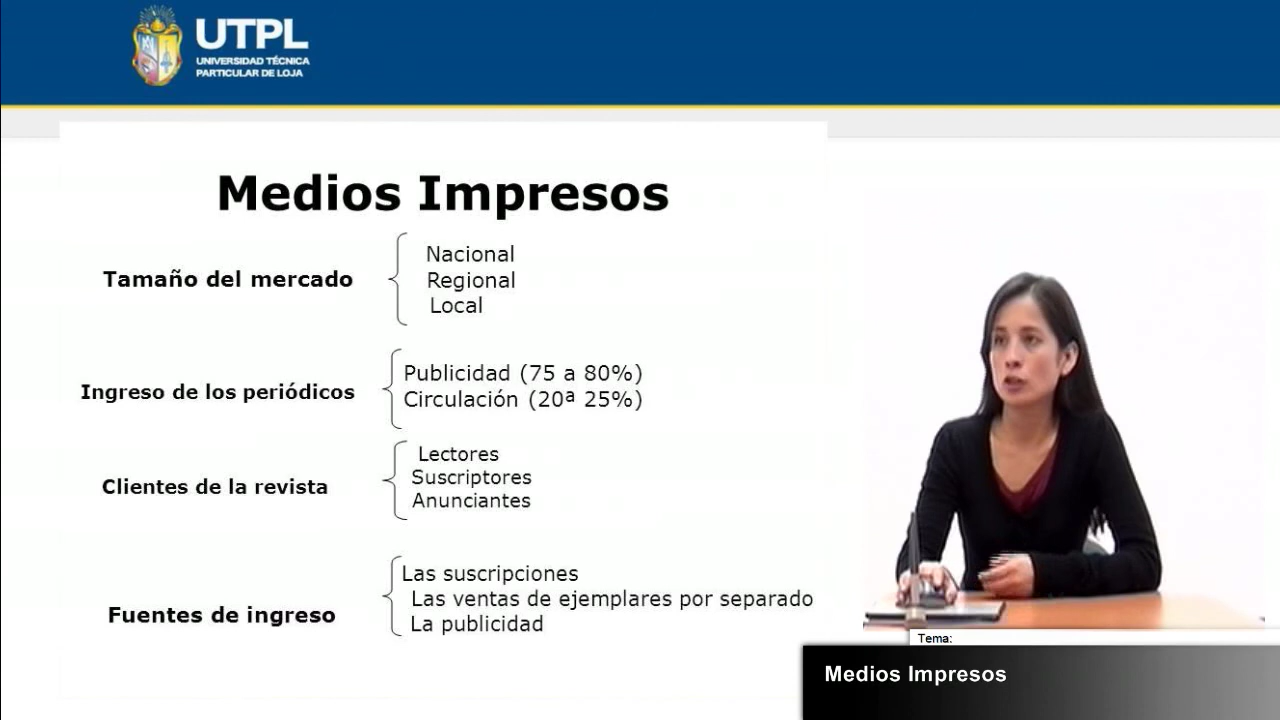 UTPL
UNIVERSIDAD TÉCNICA
PARTICULAR DE LOJA
Medios Impresos
Tamaño del mercado
Nacional
Regional
Local
Ingreso de los periódicos
Publicidad (75 a 80%)
Circulación (20ª 25%)
Clientes de la revista
Lectores
Suscriptores
Anunciantes
Fuentes de ingreso
Las suscripciones
Las ventas de ejemplares por separado
La publicidad
Tema:
Medios Impresos